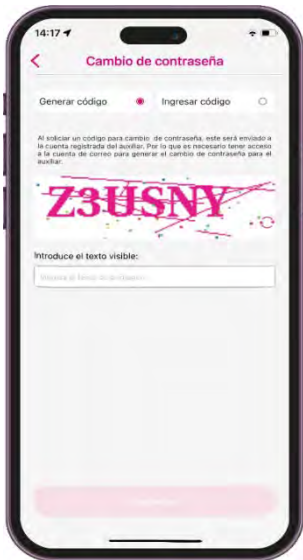 14:17
Cambio de contraseña
Generar código
Ingresar código
Al soliciar un código para cambio de contraseña, este será enviado a
la cuenta registrada del auxiliar. Por lo que es necesario tener acceso
a la cuenta de correo para generar el cambio de contraseña para el
auxiliar.
Z3USNY
Introduce el texto visible: